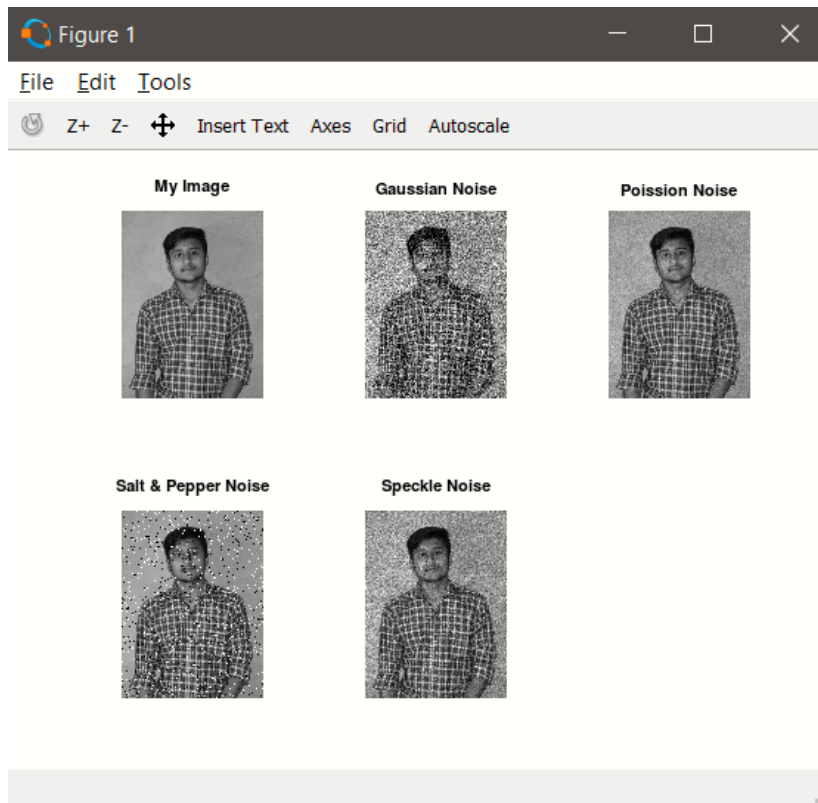 Figure 1
File Edit Tools
Z+ Z- Insert Text Axes Grid Autoscale
My Image Gaussian Noise Poission Noise
Salt & Pepper Noise Speckle Noise